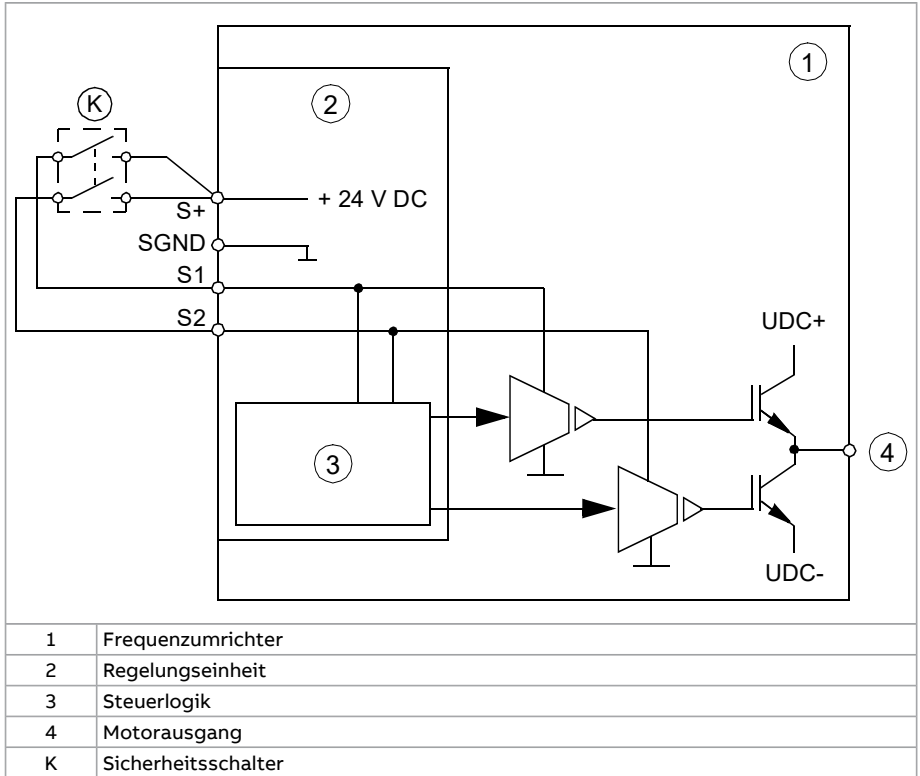 1
2
K
+ 24 V DC
S+
SGND
S1
S2
UDC+
3
4
UDC-
1 Frequenzumrichter
2 Regelungseinheit
3 Steuerlogik
4 Motorausgang
K Sicherheitsschalter